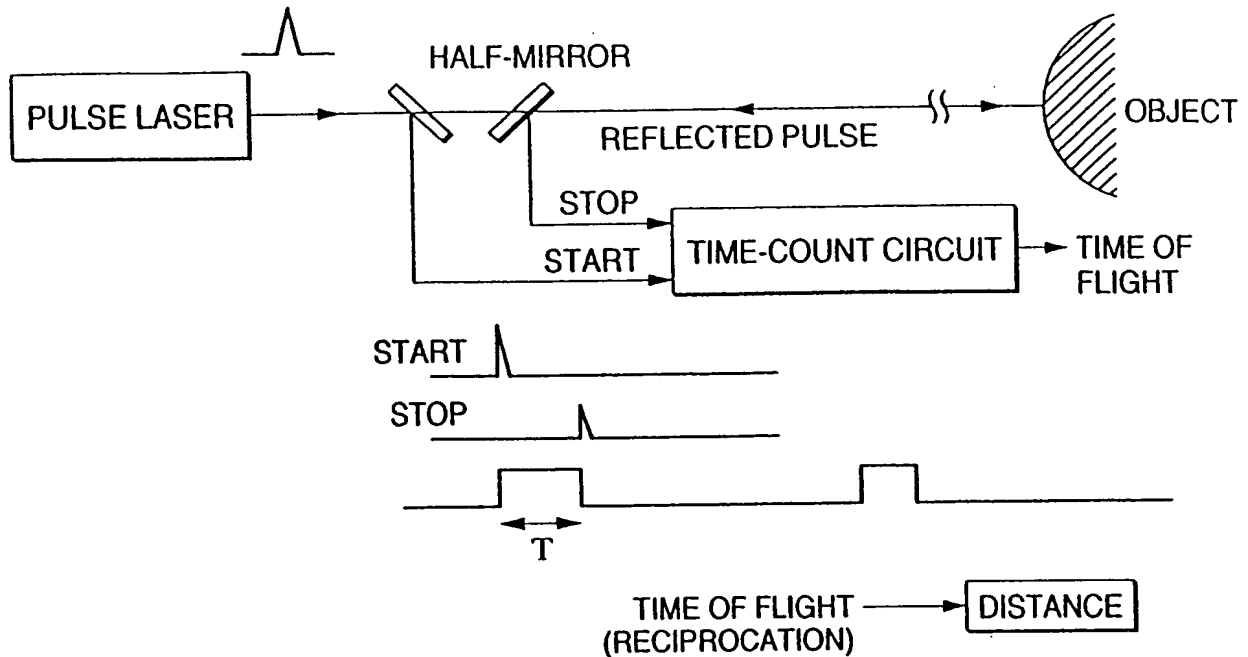 HALF-MIRROR
PULSE LASER
REFLECTED PULSE
OBJECT
STOP
START
TIME-COUNT CIRCUIT
TIME OF
FLIGHT
START
STOP
T
TIME OF FLIGHT
(RECIPROCATION)
DISTANCE